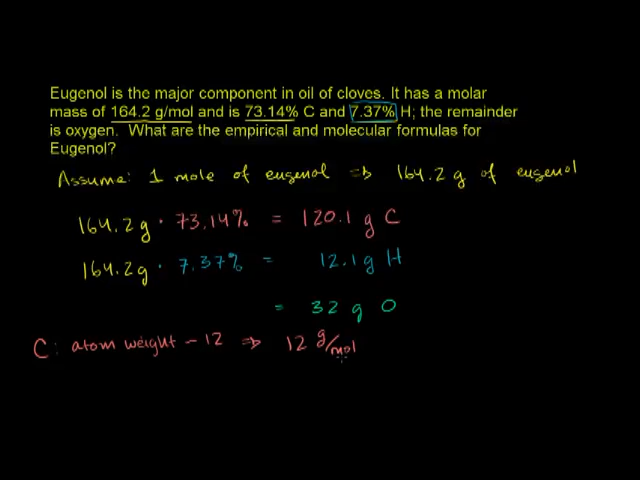 Eugenol is the major component in oil of cloves. It has a molar
mass of 164.2 g/mol and is 73.14% C and 7.37% H; the remainder
is oxygen. What are the empirical and molecular formulas for
Eugenol?
Assume: 1 mole of eugenol ⇒ 164.2 g of eugenol
164.2 g · 73.14% = 120.1 g C
164.2 g · 7.37% = 12.1 g H
= 32 g O
C: atom weight - 12 ⇒ 12 g/mol